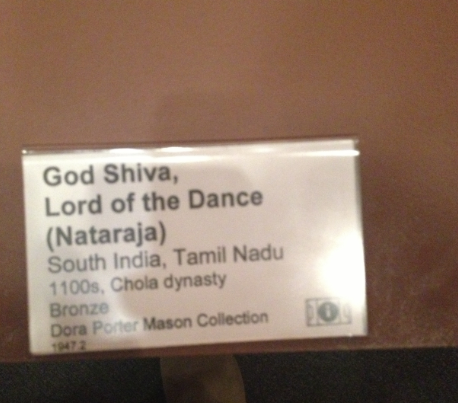 God Shiva,
Lord of the Dance
(Nataraja)
South India, Tamil Nadu
1100s, Chola dynasty
Bronze
Dora Porter Mason Collection
1947.2